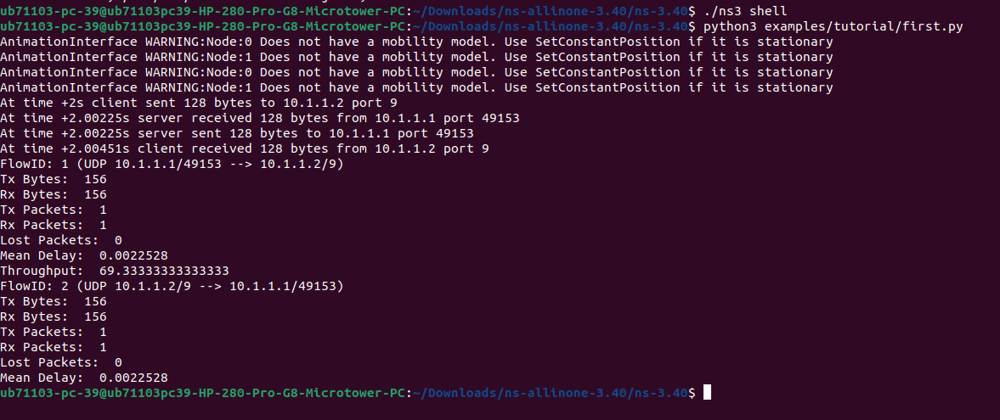 ub71103-pc-39@ub71103pc39-HP-280-Pro-G8-Microtower-PC:~/Downloads/ns-allinone-3.40/ns-3.40$ ./ns3 shell
ub71103-pc-39@ub71103pc39-HP-280-Pro-G8-Microtower-PC:~/Downloads/ns-allinone-3.40/ns-3.40$ python3 examples/tutorial/first.py
AnimationInterface WARNING:Node:0 Does not have a mobility model. Use SetConstantPosition if it is stationary
AnimationInterface WARNING:Node:1 Does not have a mobility model. Use SetConstantPosition if it is stationary
AnimationInterface WARNING:Node:0 Does not have a mobility model. Use SetConstantPosition if it is stationary
AnimationInterface WARNING:Node:1 Does not have a mobility model. Use SetConstantPosition if it is stationary
At time +2s client sent 128 bytes to 10.1.1.2 port 9
At time +2.00225s server received 128 bytes from 10.1.1.1 port 49153
At time +2.00225s server sent 128 bytes to 10.1.1.1 port 49153
At time +2.00451s client received 128 bytes from 10.1.1.2 port 9
FlowID: 1 (UDP 10.1.1.1/49153 --> 10.1.1.2/9)
Tx Bytes:  156
Rx Bytes:  156
Tx Packets:  1
Rx Packets:  1
Lost Packets:  0
Mean Delay:  0.0022528
Throughput:  69.33333333333333
FlowID: 2 (UDP 10.1.1.2/9 --> 10.1.1.1/49153)
Tx Bytes:  156
Rx Bytes:  156
Tx Packets:  1
Rx Packets:  1
Lost Packets:  0
Mean Delay:  0.0022528
ub71103-pc-39@ub71103pc39-HP-280-Pro-G8-Microtower-PC:~/Downloads/ns-allinone-3.40/ns-3.40$